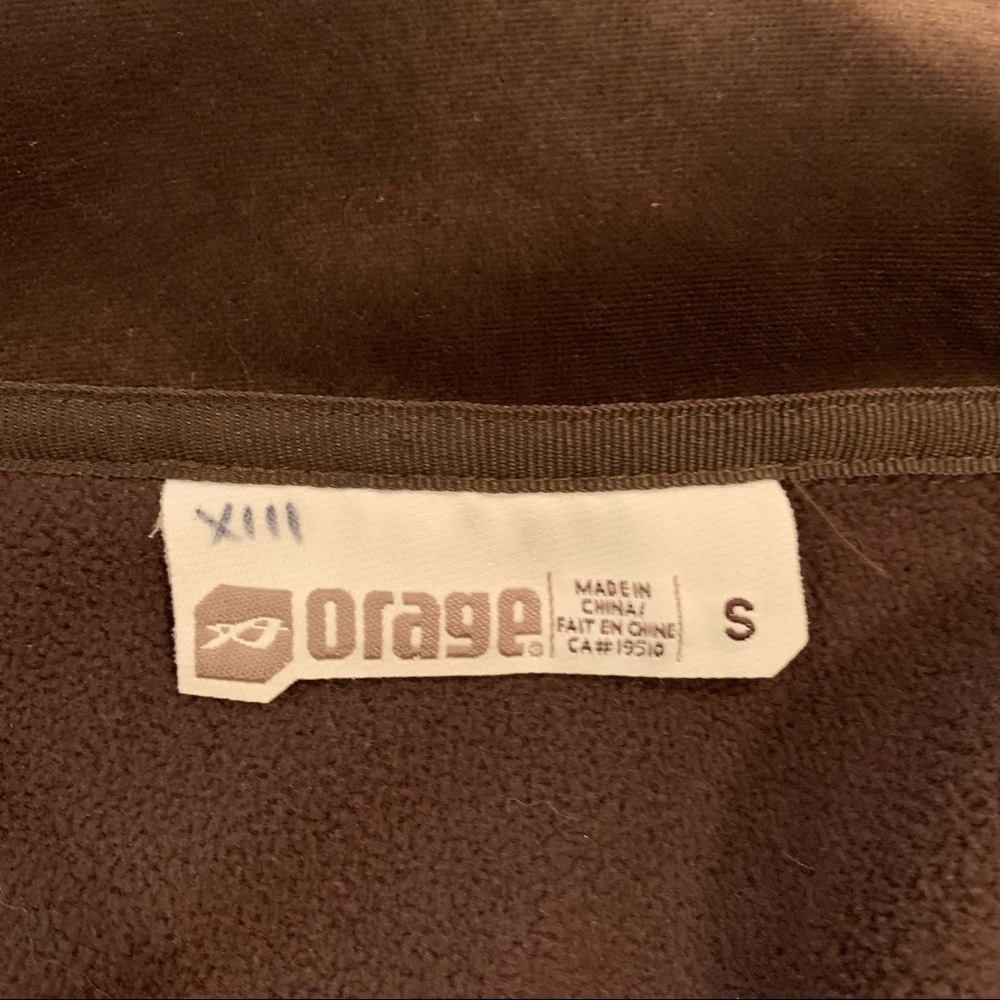 XIII
orage®
MADE IN
CHINA/
FAIT EN CHINE
CA#19510
S